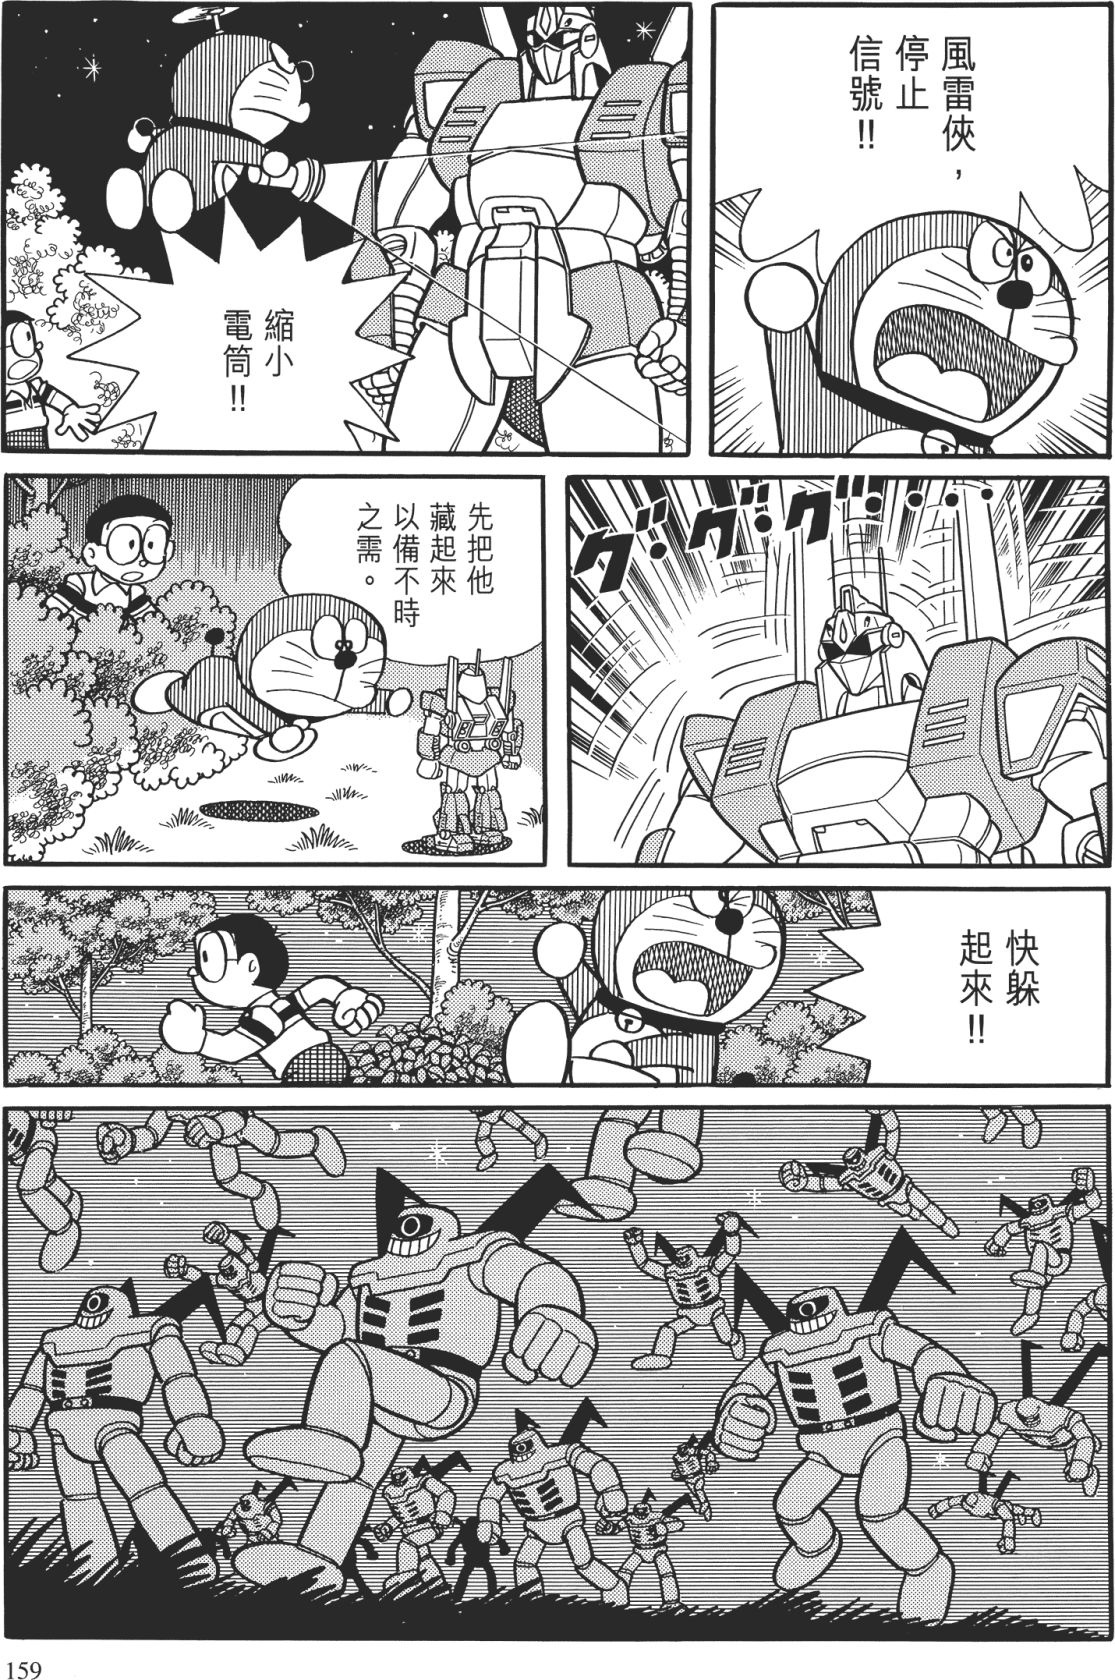 風雷俠，
停止
信號!!
縮小
電筒!!
グ・グ・グ・・・・・
先把他
藏起來
以備不時
之需。
快躲
起來!!
159